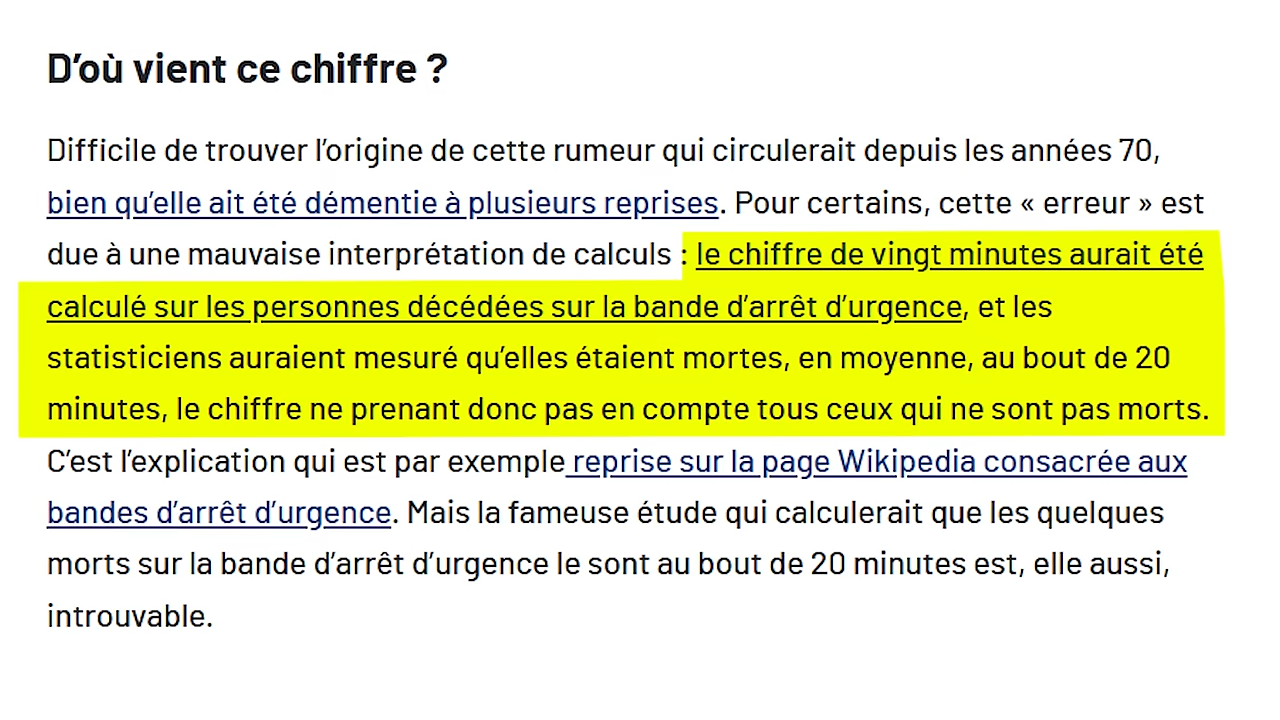 D’où vient ce chiffre ?
Difficile de trouver l’origine de cette rumeur qui circulerait depuis les années 70,
bien qu’elle ait été démentie à plusieurs reprises. Pour certains, cette « erreur » est
due à une mauvaise interprétation de calculs : le chiffre de vingt minutes aurait été
calculé sur les personnes décédées sur la bande d’arrêt d’urgence, et les
statisticiens auraient mesuré qu’elles étaient mortes, en moyenne, au bout de 20
minutes, le chiffre ne prenant donc pas en compte tous ceux qui ne sont pas morts.
C’est l’explication qui est par exemple reprise sur la page Wikipedia consacrée aux
bandes d’arrêt d’urgence. Mais la fameuse étude qui calculerait que les quelques
morts sur la bande d’arrêt d’urgence le sont au bout de 20 minutes est, elle aussi,
introuvable.